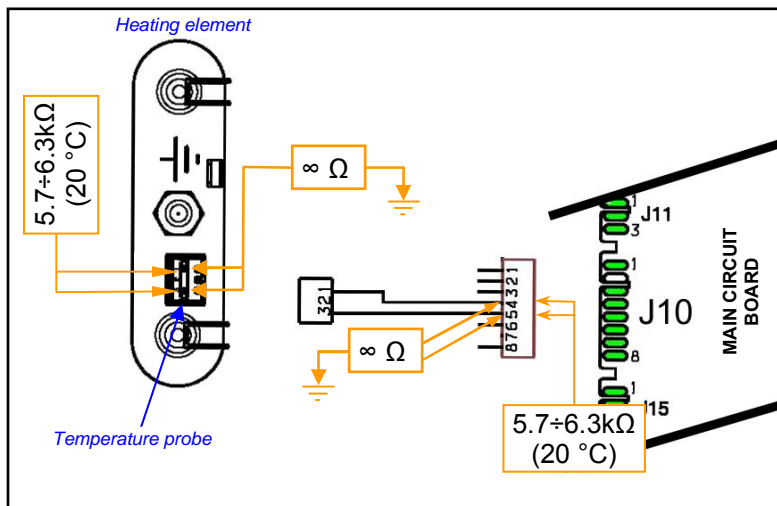 Heating element
5.7÷6.3kΩ
(20 °C)
∞ Ω
1
J11
3
1
J10
8
1
J15
MAIN CIRCUIT
BOARD
321
87654321
∞ Ω
5.7÷6.3kΩ
(20 °C)
Temperature probe